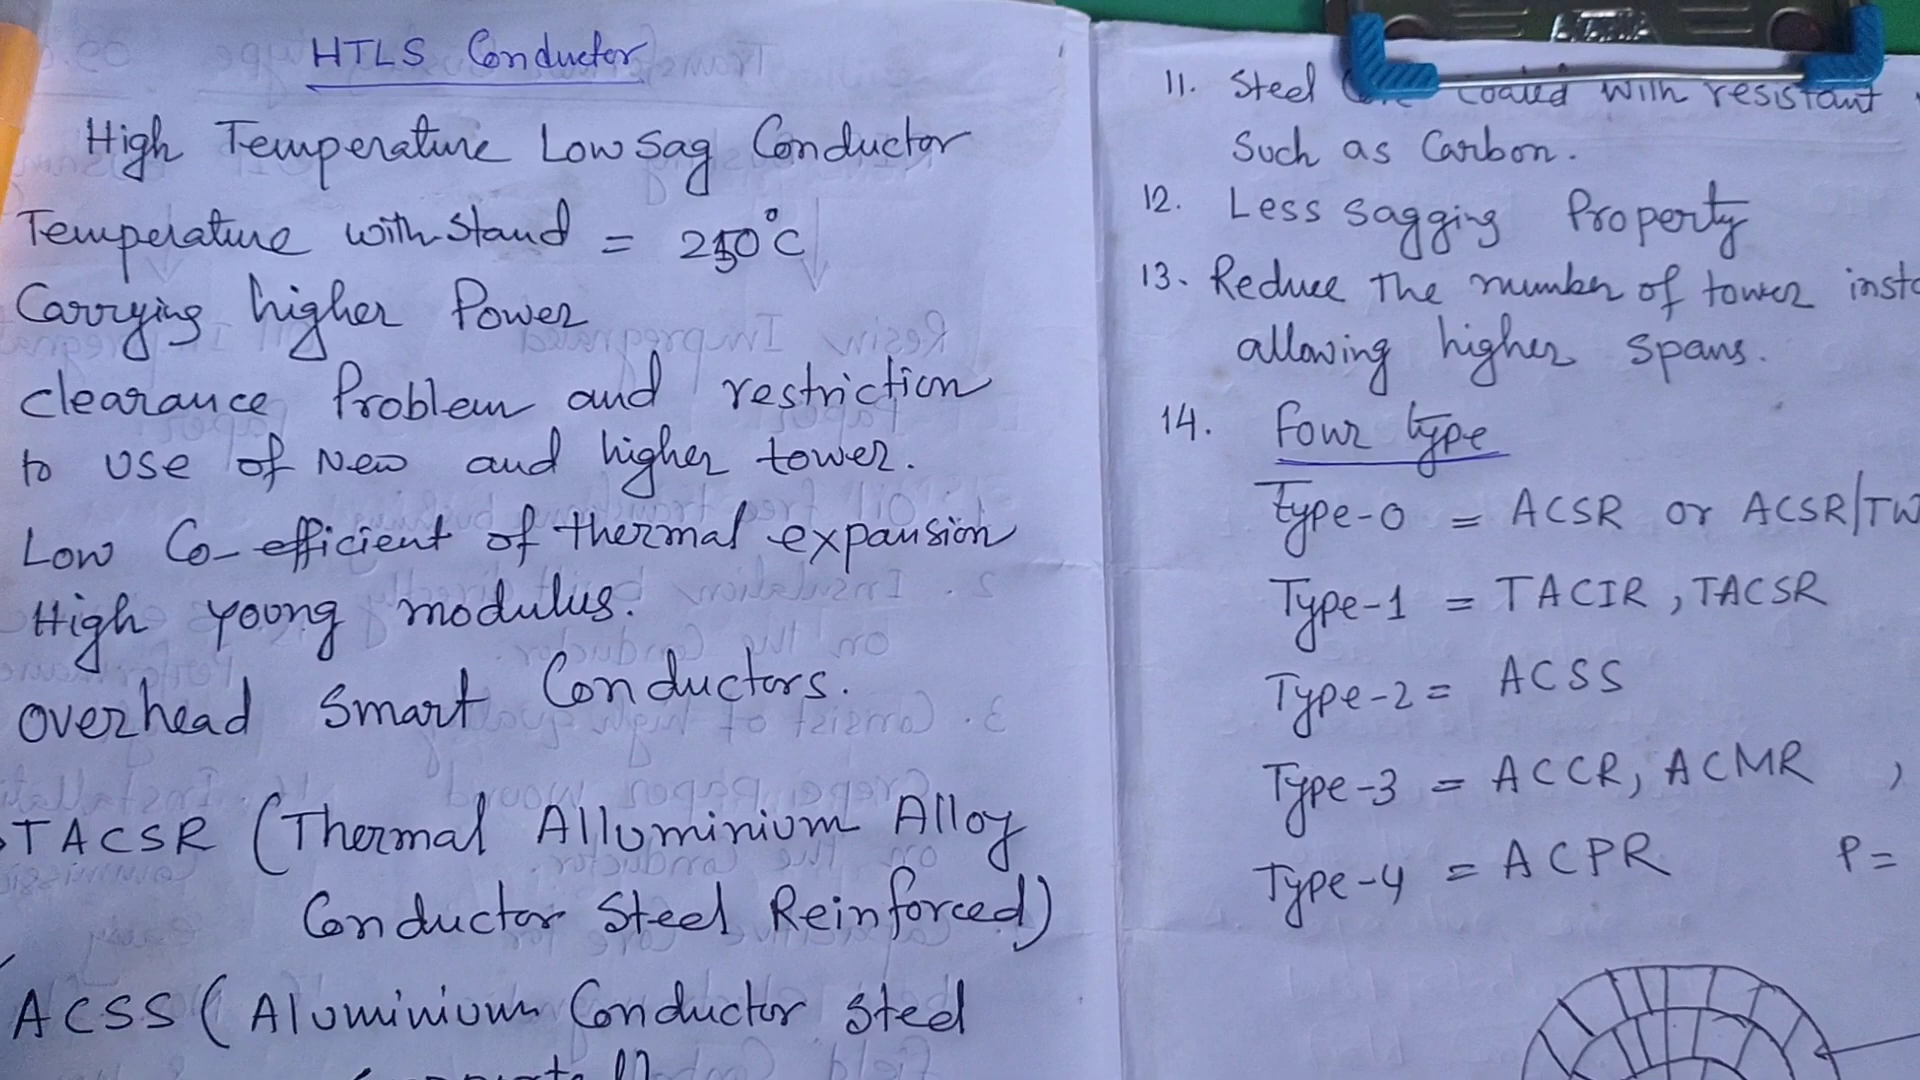 HTLS Conductor
High Temperature Low Sag Conductor
Temperature with stand = 250°C
Carrying higher Power
clearance Problem and restriction
to use of New and higher tower.
Low Co-efficient of thermal expansion
High young modulus.
overhead smart Conductors.
TACSR (Thermal Alluminium Alloy
Conductor Steel Reinforced)
ACSS (Aluminium Conductor Steel
11. Steel coated with resistant
Such as Carbon.
12. Less sagging Property
13. Reduce The number of tower
allowing higher spans.
14. Four type
Type-0 = ACSR or ACSR/TW
Type-1 = TACIR, TACSR
Type-2 = ACSS
Type-3 = ACCR, ACMR ,
Type-4 = ACPR P=